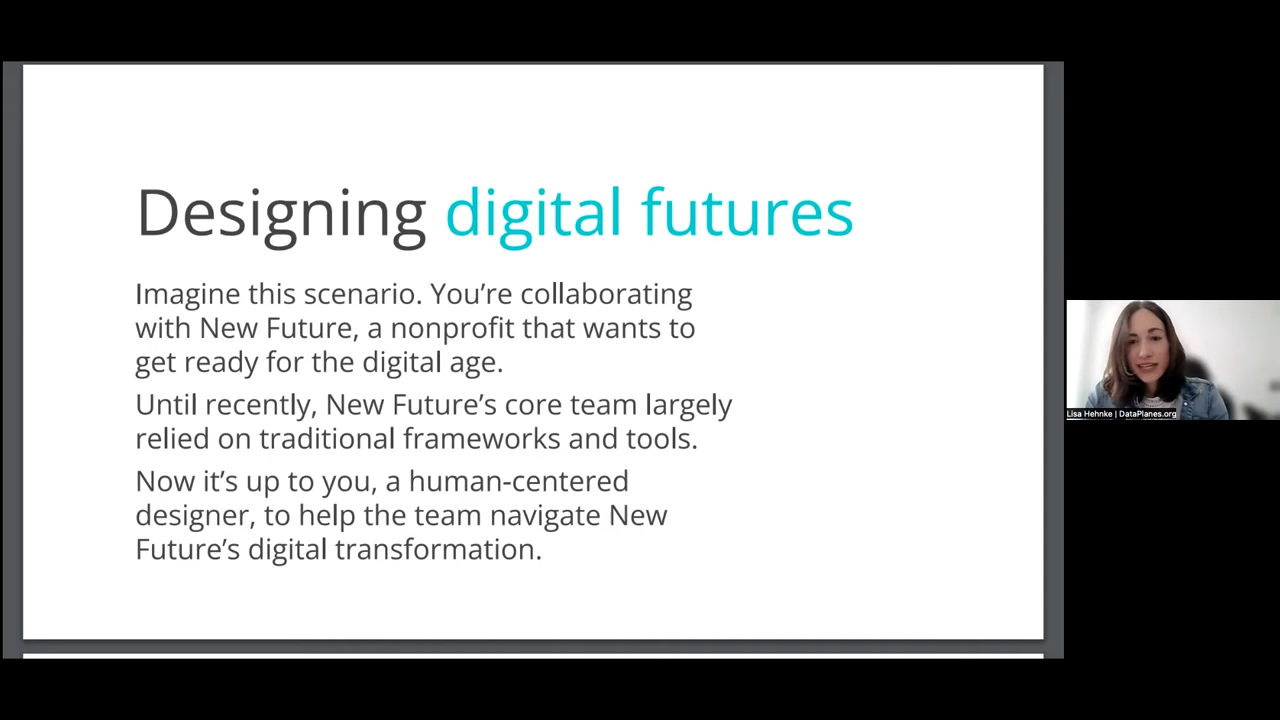 Designing digital futures
Imagine this scenario. You’re collaborating
with New Future, a nonprofit that wants to
get ready for the digital age.
Until recently, New Future’s core team largely
relied on traditional frameworks and tools.
Now it’s up to you, a human-centered
designer, to help the team navigate New
Future’s digital transformation.
Lisa Hehnke | DataPlanes.org